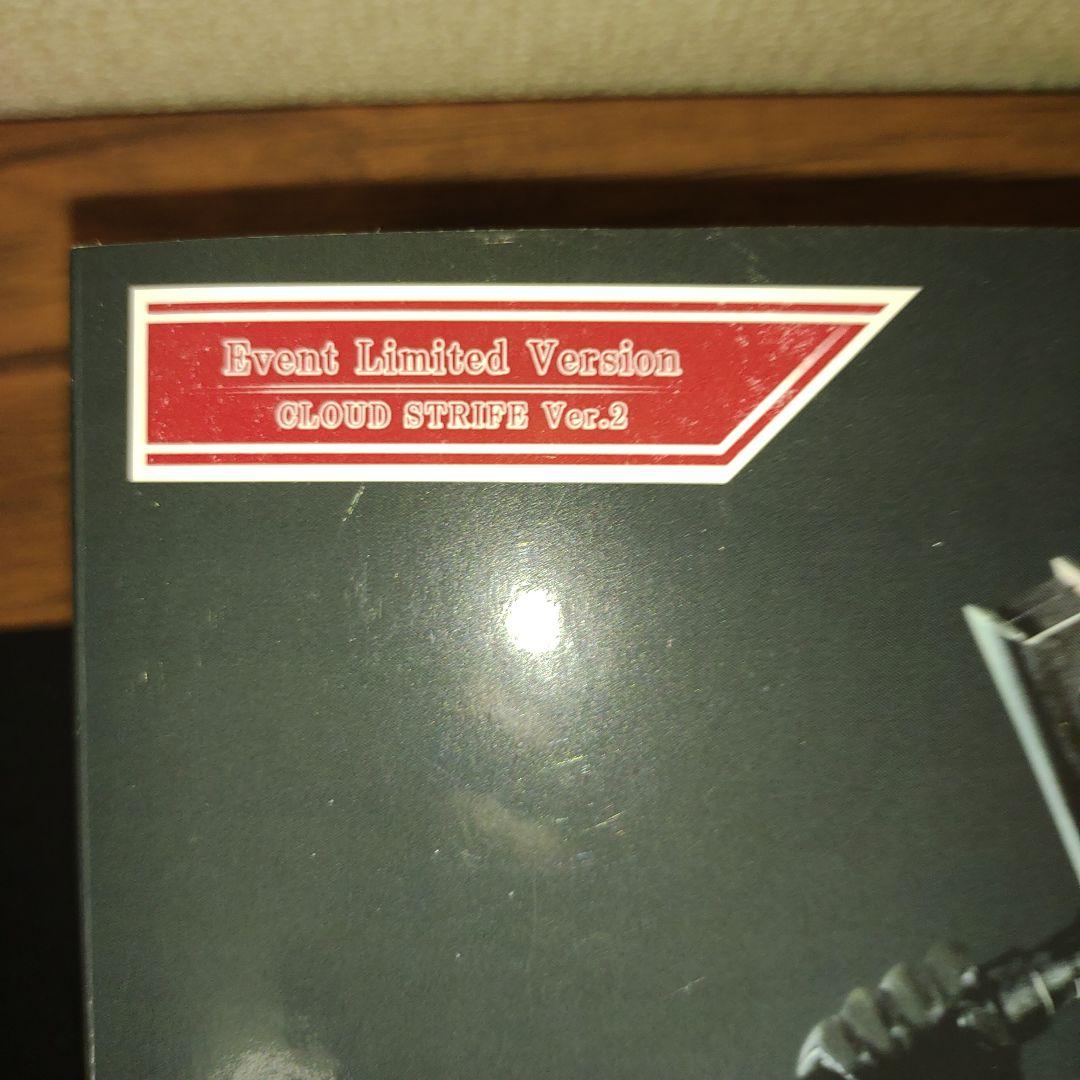 Event Limited Version
CLOUD STRIFE Ver.2